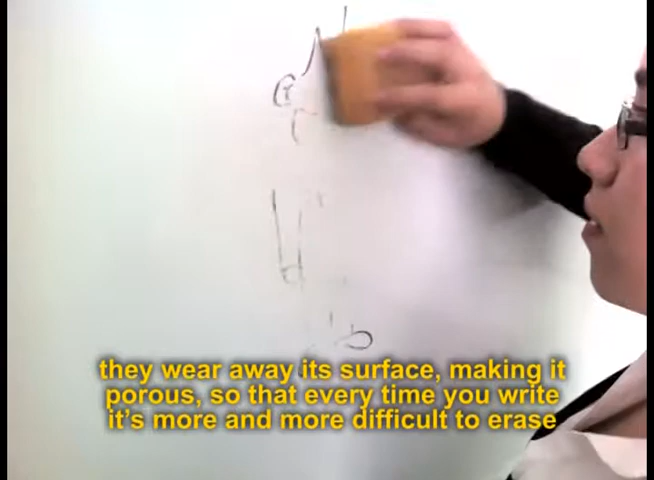 they wear away its surface, making it
porous, so that every time you write
it's more and more difficult to erase